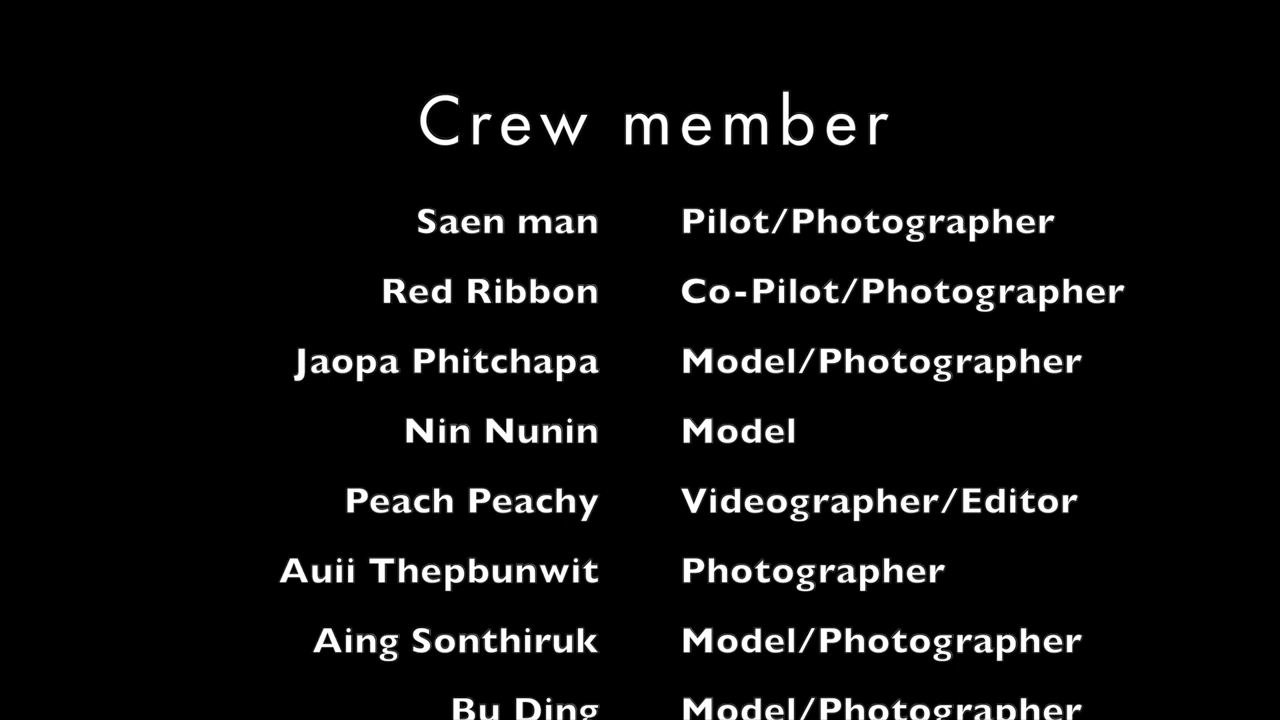 Crew member
Saen man Pilot/Photographer
Red Ribbon Co-Pilot/Photographer
Jaopa Phitchapa Model/Photographer
Nin Nunin Model
Peach Peachy Videographer/Editor
Auii Thepbunwit Photographer
Aing Sonthiruk Model/Photographer
Bu Ding Model/Photographer